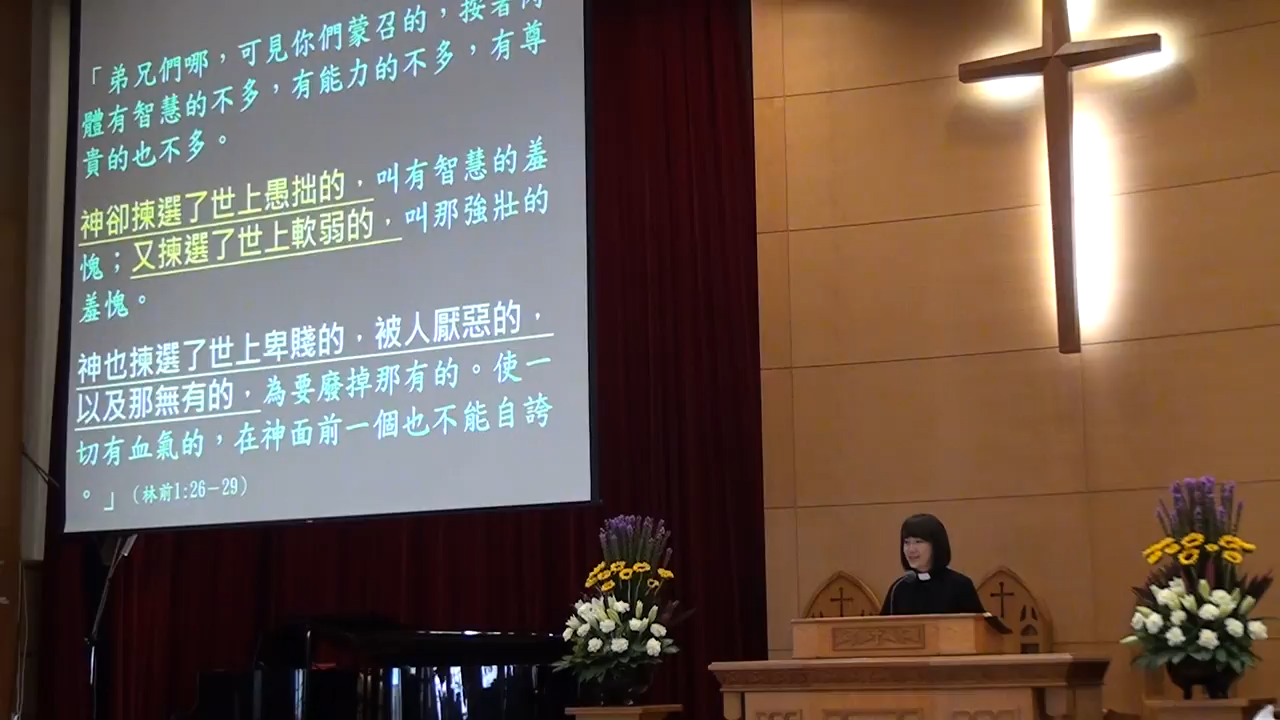 「弟兄們哪，可見你們蒙召的，按著肉
體有智慧的不多，有能力的不多，有尊
貴的也不多。
神卻揀選了世上愚拙的，叫有智慧的羞
愧；又揀選了世上軟弱的，叫那強壯的
羞愧。
神也揀選了世上卑賤的，被人厭惡的，
以及那無有的，為要廢掉那有的。使一
切有血氣的，在神面前一個也不能自誇
。」（林前1:26－29）